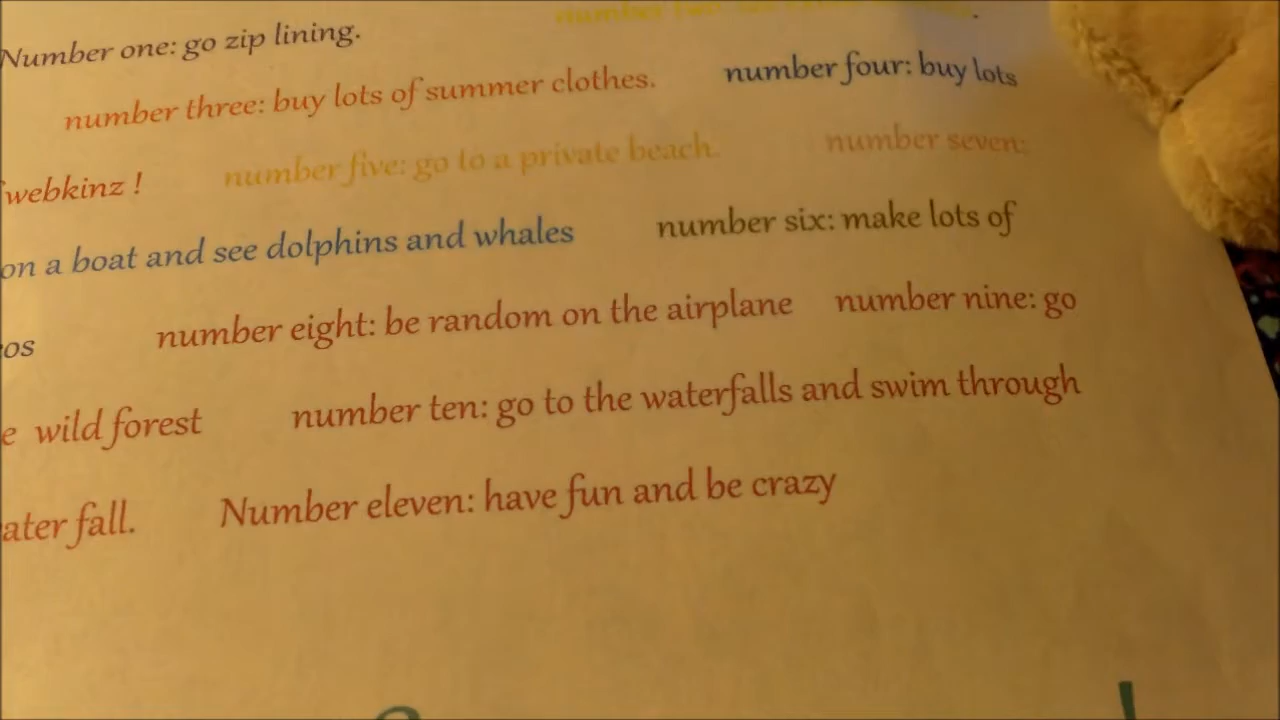 Number one: go zip lining. number two:
number three: buy lots of summer clothes. number four: buy lots
webkinz ! number five: go to a private beach. number seven:
on a boat and see dolphins and whales number six: make lots of
os number eight: be random on the airplane number nine: go
e wild forest number ten: go to the waterfalls and swim through
ater fall. Number eleven: have fun and be crazy